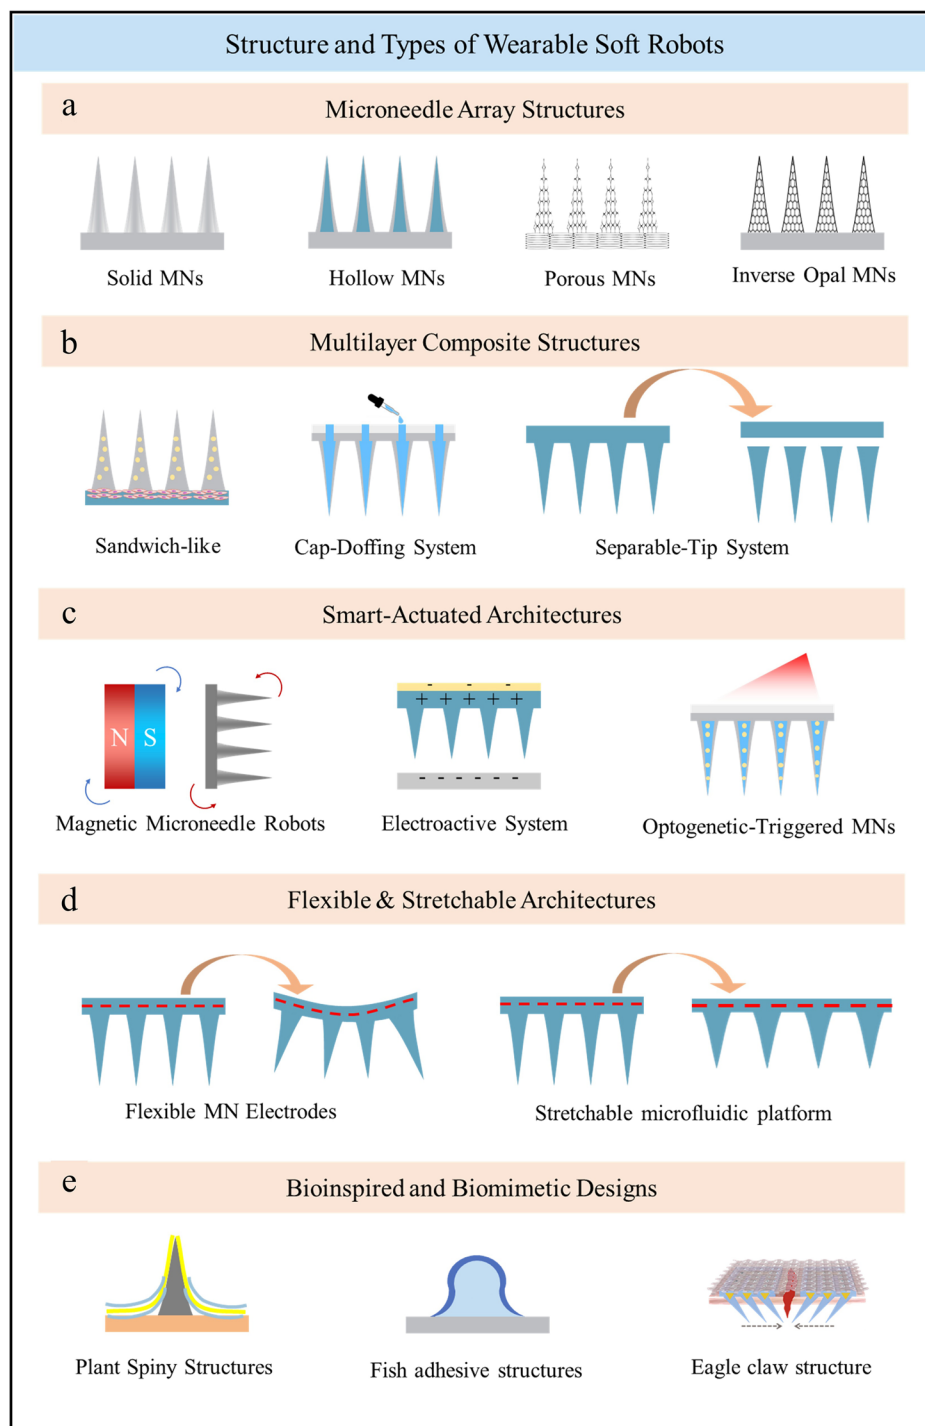 Structure and Types of Wearable Soft Robots
a
Microneedle Array Structures
Solid MNs
Hollow MNs
Porous MNs
Inverse Opal MNs
b
Multilayer Composite Structures
Sandwich-like
Cap-Doffing System
Separable-Tip System
c
Smart-Actuated Architectures
N S
- - -
+ + + + +
- - - - - -
Magnetic Microneedle Robots
Electroactive System
Optogenetic-Triggered MNs
d
Flexible & Stretchable Architectures
Flexible MN Electrodes
Stretchable microfluidic platform
e
Bioinspired and Biomimetic Designs
Plant Spiny Structures
Fish adhesive structures
Eagle claw structure